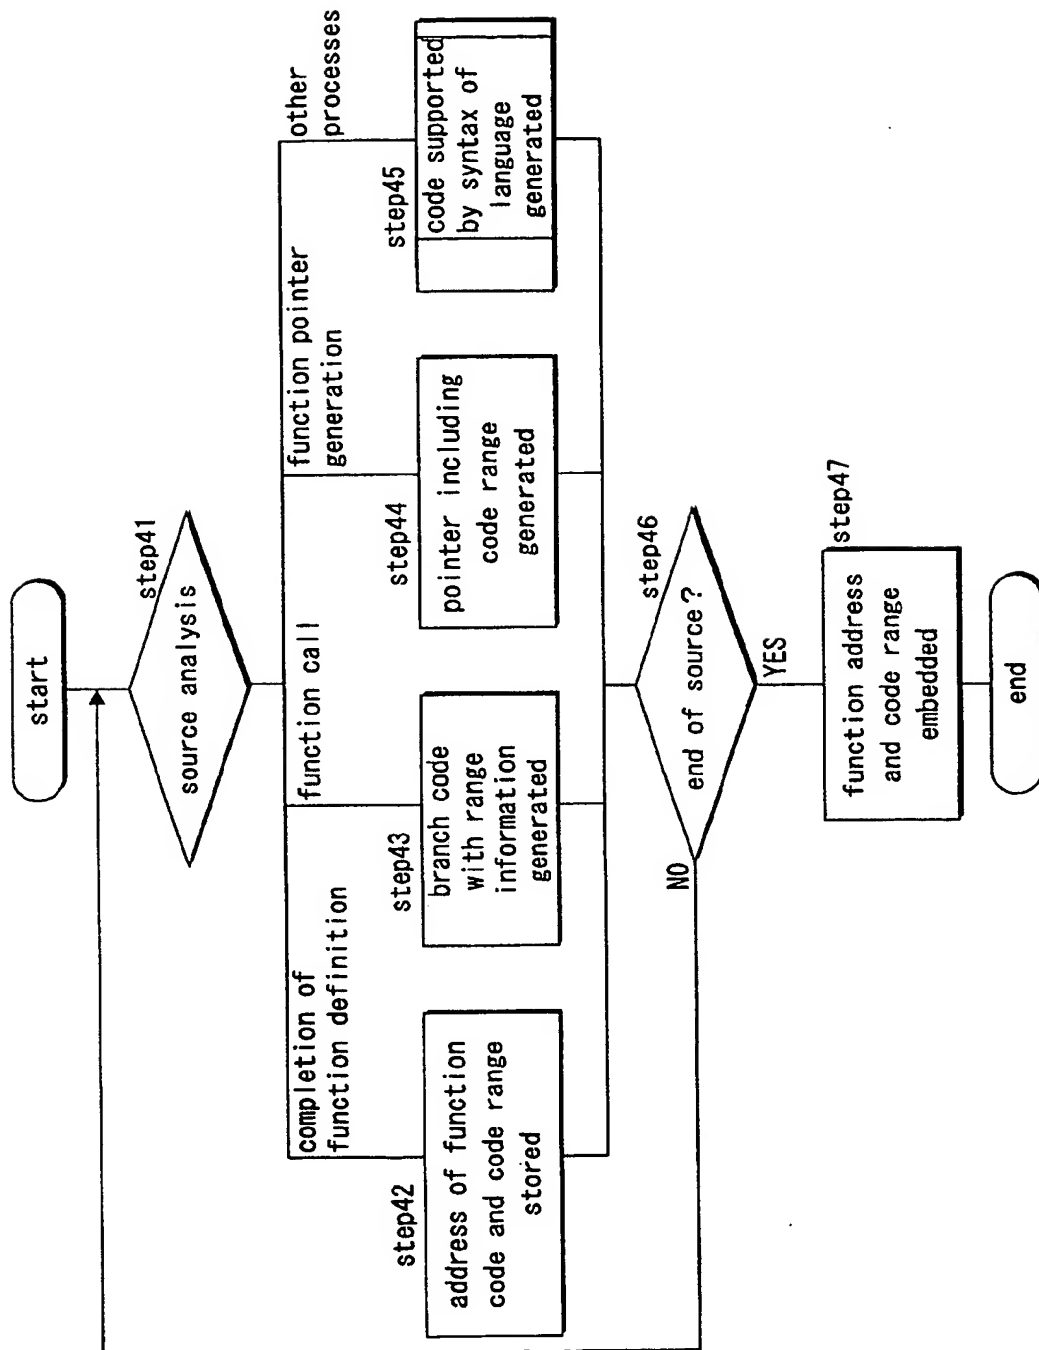 start
step41
source analysis
completion of
function definition
function call
function pointer
generation
other
processes
step42
address of function
code and code range
stored
step43
branch code
with range
information
generated
step44
pointer including
code range
generated
step45
code supported
by syntax of
language
generated
step46
end of source?
NO
YES
step47
function address
and code range
embedded
end